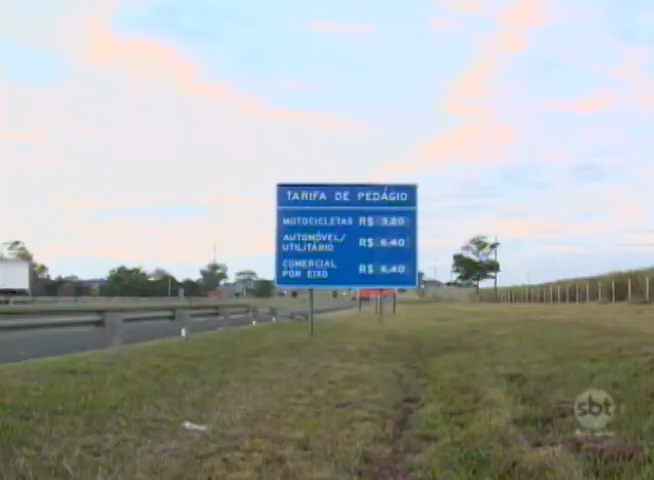 TARIFA DE PEDÁGIO
MOTOCICLETAS R$ 3,20
AUTOMÓVEL/
UTILITÁRIO R$ 6,40
COMERCIAL
POR EIXO R$ 6,40
sbt